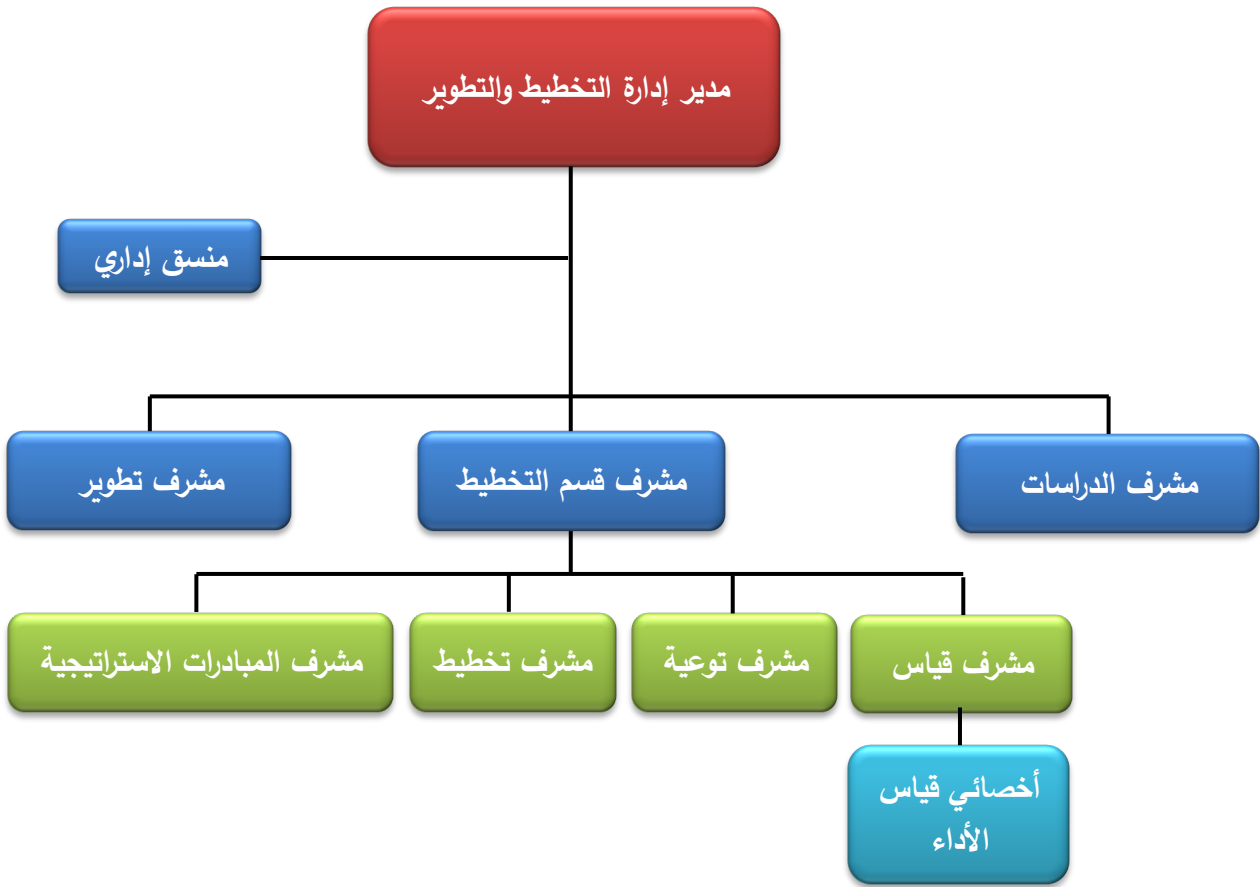 مدير إدارة التخطيط والتطوير
منسق إداري
مشرف الدراسات
مشرف قسم التخطيط
مشرف تطوير
مشرف قياس
مشرف توعية
مشرف تخطيط
مشرف المبادرات الاستراتيجية
أخصائي قياس
الأداء